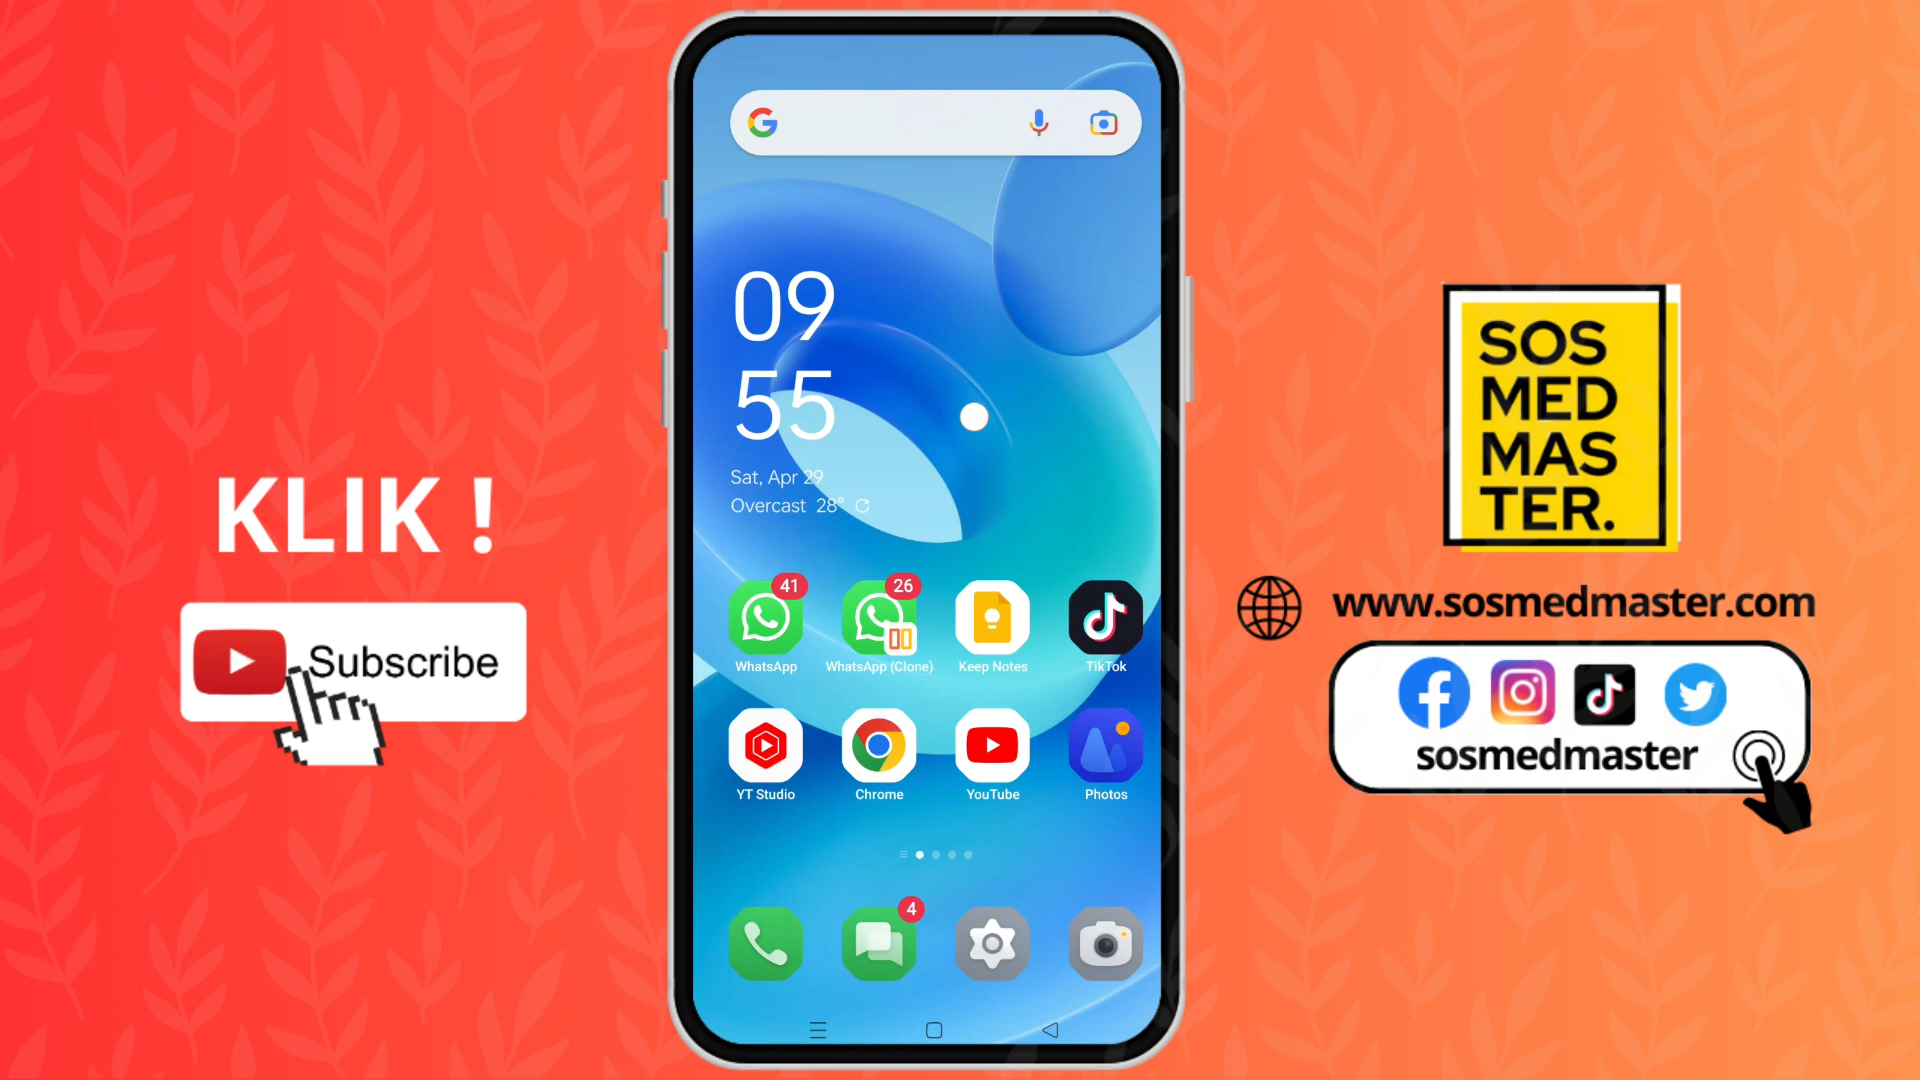 KLIK !
Subscribe
09
55
Sat, Apr 29
Overcast 28°
41
26
WhatsApp
WhatsApp (Clone)
Keep Notes
TikTok
YT Studio
Chrome
YouTube
Photos
4
SOS
MED
MAS
TER.
www.sosmedmaster.com
sosmedmaster